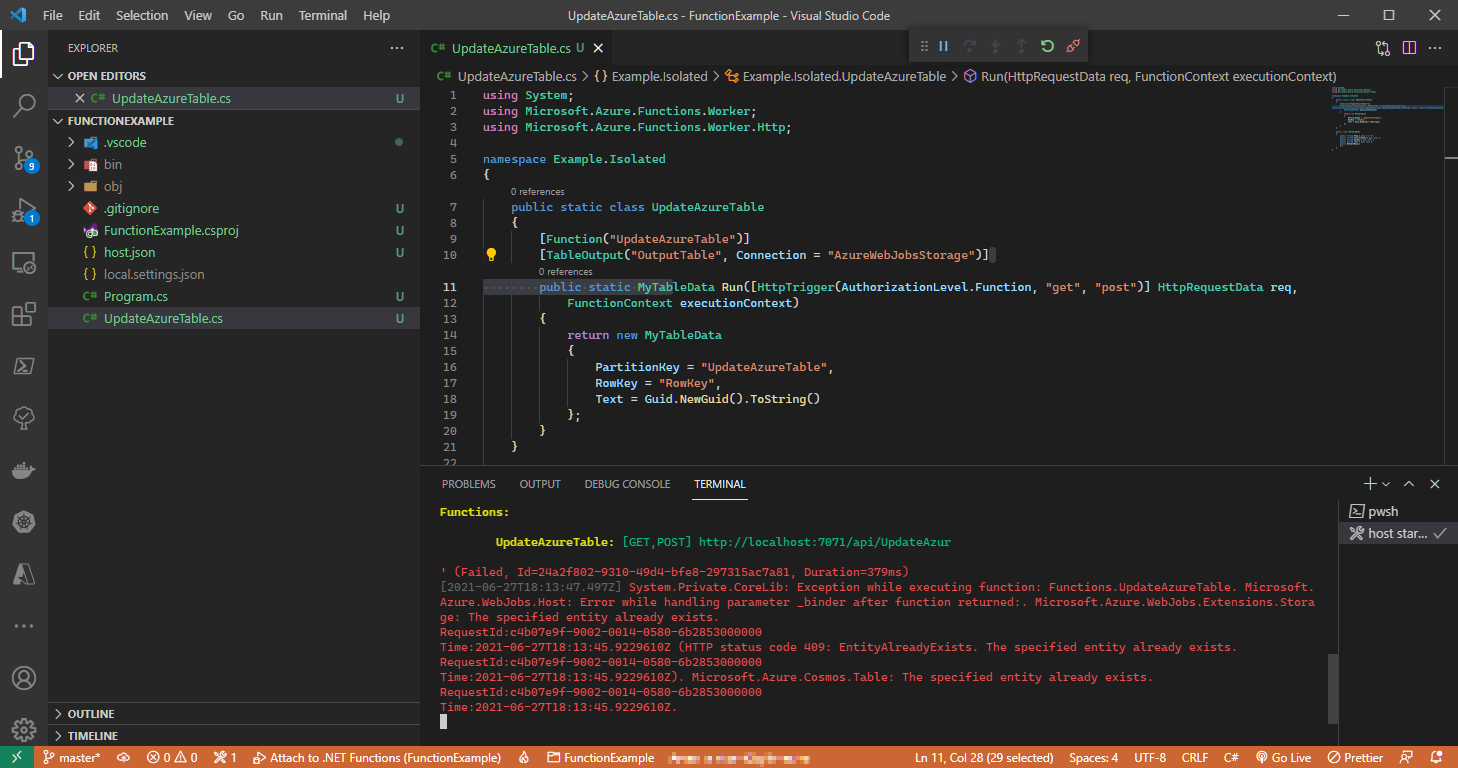 File Edit Selection View Go Run Terminal Help
UpdateAzureTable.cs - FunctionExample - Visual Studio Code
EXPLORER
OPEN EDITORS
UpdateAzureTable.cs U
FUNCTIONEXAMPLE
.vscode
bin
obj
.gitignore U
FunctionExample.csproj U
host.json U
local.settings.json
Program.cs U
UpdateAzureTable.cs U
OUTLINE
TIMELINE
9
1
C# UpdateAzureTable.cs U
C# UpdateAzureTable.cs > {} Example.Isolated > Example.Isolated.UpdateAzureTable > Run(HttpRequestData req, FunctionContext executionContext)
1 using System;
2 using Microsoft.Azure.Functions.Worker;
3 using Microsoft.Azure.Functions.Worker.Http;
4
5 namespace Example.Isolated
6 {
0 references
7 public static class UpdateAzureTable
8 {
9 [Function("UpdateAzureTable")]
10 [TableOutput("OutputTable", Connection = "AzureWebJobsStorage")]
0 references
11 public static MyTableData Run([HttpTrigger(AuthorizationLevel.Function, "get", "post")] HttpRequestData req,
12 FunctionContext executionContext)
13 {
14 return new MyTableData
15 {
16 PartitionKey = "UpdateAzureTable",
17 RowKey = "RowKey",
18 Text = Guid.NewGuid().ToString()
19 };
20 }
21 }
22
PROBLEMS OUTPUT DEBUG CONSOLE TERMINAL
pwsh
host star...
Functions:
UpdateAzureTable: [GET,POST] http://localhost:7071/api/UpdateAzur
' (Failed, Id=24a2f802-9310-49d4-bfe8-297315ac7a81, Duration=379ms)
[2021-06-27T18:13:47.497Z] System.Private.CoreLib: Exception while executing function: Functions.UpdateAzureTable. Microsoft.
Azure.WebJobs.Host: Error while handling parameter _binder after function returned:. Microsoft.Azure.WebJobs.Extensions.Stora
ge: The specified entity already exists.
RequestId:c4b07e9f-9002-0014-0580-6b2853000000
Time:2021-06-27T18:13:45.9229610Z (HTTP status code 409: EntityAlreadyExists. The specified entity already exists.
RequestId:c4b07e9f-9002-0014-0580-6b2853000000
Time:2021-06-27T18:13:45.9229610Z). Microsoft.Azure.Cosmos.Table: The specified entity already exists.
RequestId:c4b07e9f-9002-0014-0580-6b2853000000
Time:2021-06-27T18:13:45.9229610Z.
master* 0 0 1 Attach to .NET Functions (FunctionExample) FunctionExample Ln 11, Col 28 (29 selected) Spaces: 4 UTF-8 CRLF C# Go Live Prettier